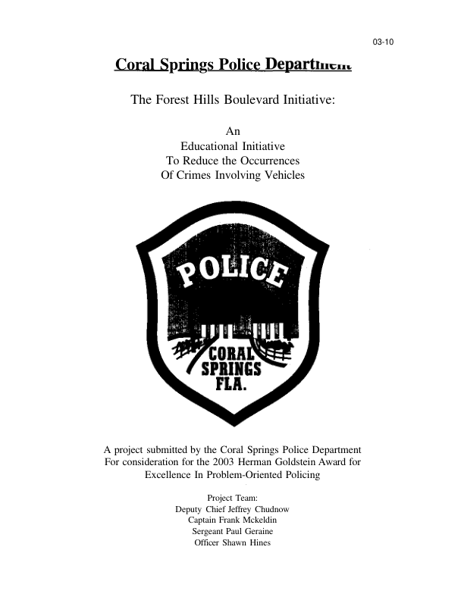 03-10
Coral Springs Police Department
The Forest Hills Boulevard Initiative:
An
Educational Initiative
To Reduce the Occurrences
Of Crimes Involving Vehicles
POLICE
CORAL
SPRINGS
FLA.
A project submitted by the Coral Springs Police Department
For consideration for the 2003 Herman Goldstein Award for
Excellence In Problem-Oriented Policing
Project Team:
Deputy Chief Jeffrey Chudnow
Captain Frank Mckeldin
Sergeant Paul Geraine
Officer Shawn Hines